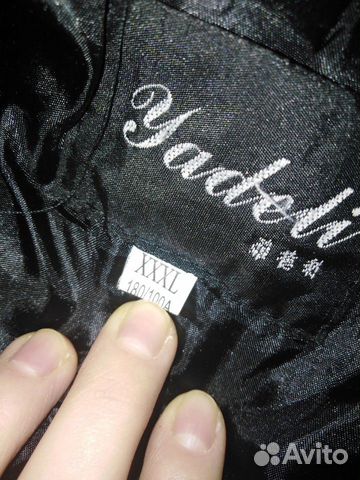 Yadeli
XXXL
180/100A
Avito